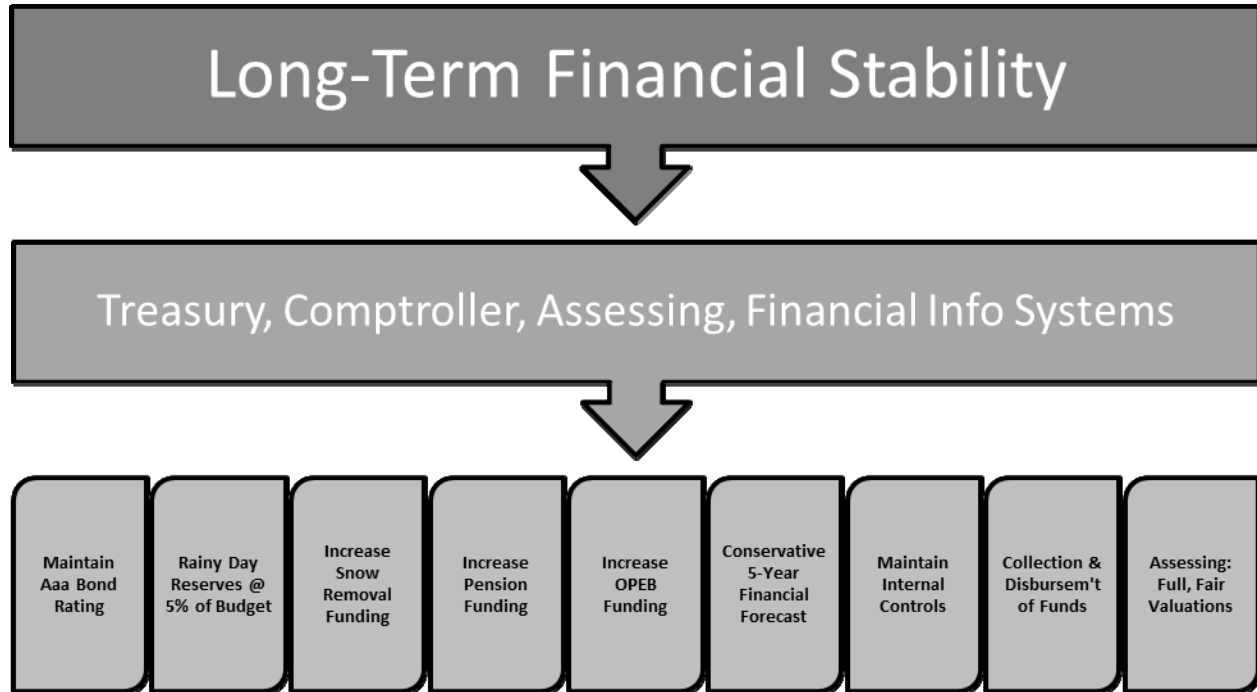 Long-Term Financial Stability
Treasury, Comptroller, Assessing, Financial Info Systems
Maintain
Aaa Bond
Rating
Rainy Day
Reserves @
5% of Budget
Increase
Snow
Removal
Funding
Increase
Pension
Funding
Increase
OPEB
Funding
Conservative
5-Year
Financial
Forecast
Maintain
Internal
Controls
Collection &
Disbursem't
of Funds
Assessing:
Full, Fair
Valuations